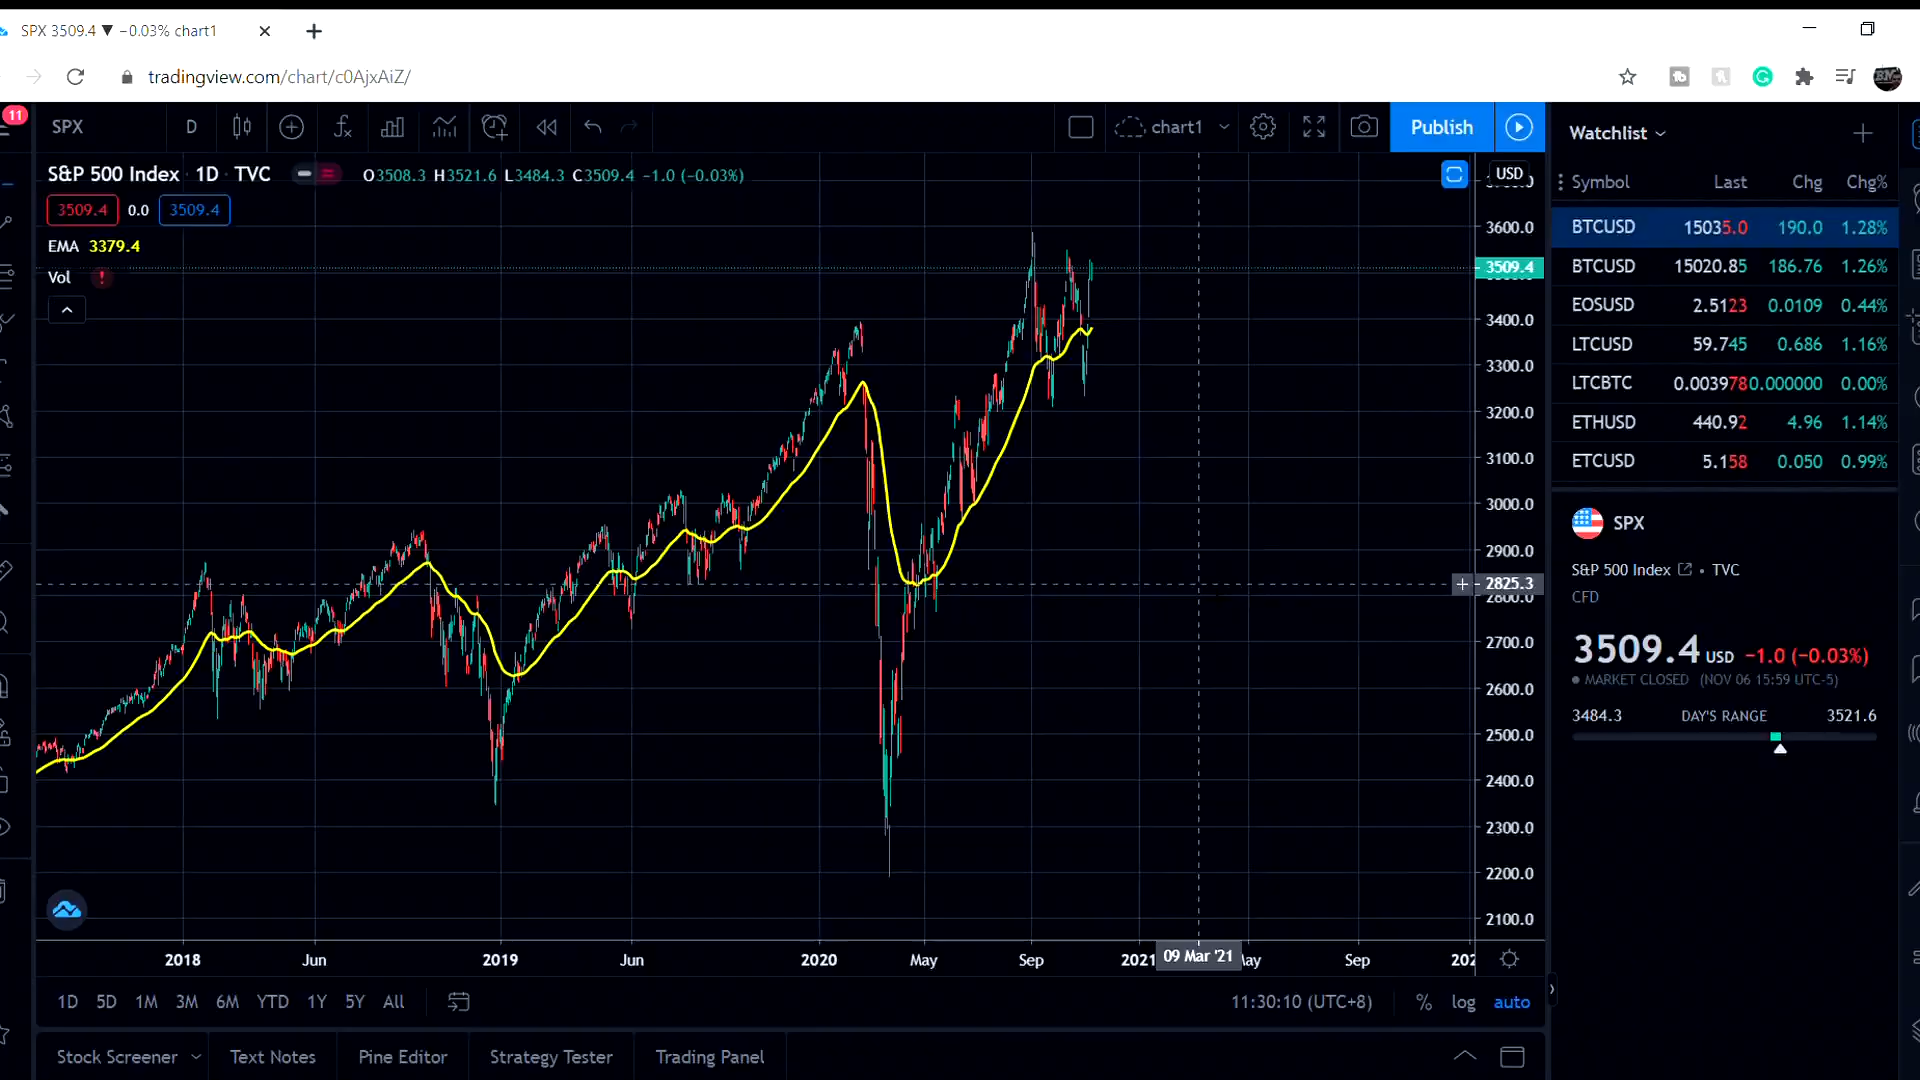 SPX 3509.4 ▼ −0.03% chart1
tradingview.com/chart/c0AjxAiZ/
11
SPX D chart1 Publish
S&P 500 Index · 1D · TVC O3508.3 H3521.6 L3484.3 C3509.4 −1.0 (−0.03%)
3509.4 0.0 3509.4
EMA 3379.4
Vol !
USD
3600.0
3509.4
3400.0
3300.0
3200.0
3100.0
3000.0
2900.0
2825.3
2800.0
2700.0
2600.0
2500.0
2400.0
2300.0
2200.0
2100.0
2018 Jun 2019 Jun 2020 May Sep 2021 09 Mar '21 Sep
1D 5D 1M 3M 6M YTD 1Y 5Y All 11:30:10 (UTC+8) % log auto
Stock Screener Text Notes Pine Editor Strategy Tester Trading Panel
Watchlist
Symbol Last Chg Chg%
BTCUSD 15035.0 190.0 1.28%
BTCUSD 15020.85 186.76 1.26%
EOSUSD 2.5123 0.0109 0.44%
LTCUSD 59.745 0.686 1.16%
LTCBTC 0.003978 0.000000 0.00%
ETHUSD 440.92 4.96 1.14%
ETCUSD 5.158 0.050 0.99%
SPX
S&P 500 Index • TVC
CFD
3509.4 USD −1.0 (−0.03%)
MARKET CLOSED (NOV 06 15:59 UTC-5)
3484.3 DAY'S RANGE 3521.6